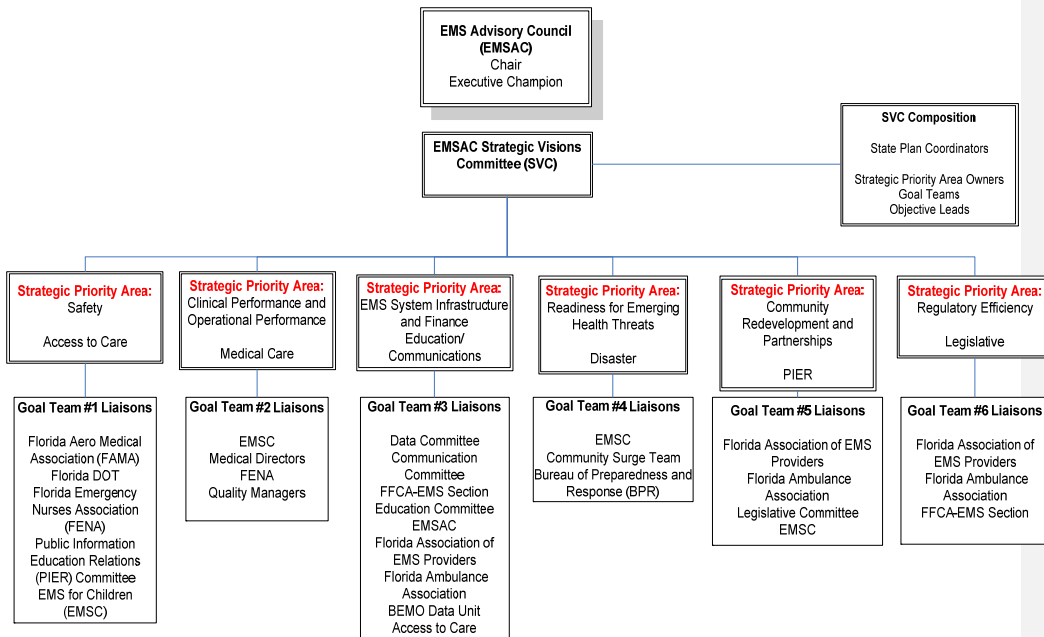 EMS Advisory Council
(EMSAC)
Chair
Executive Champion
EMSAC Strategic Visions
Committee (SVC)
SVC Composition
State Plan Coordinators
Strategic Priority Area Owners
Goal Teams
Objective Leads
Strategic Priority Area:
Safety
Access to Care
Strategic Priority Area:
Clinical Performance and
Operational Performance
Medical Care
Strategic Priority Area:
EMS System Infrastructure
and Finance
Education/
Communications
Strategic Priority Area:
Readiness for Emerging
Health Threats
Disaster
Strategic Priority Area:
Community
Redevelopment and
Partnerships
PIER
Strategic Priority Area:
Regulatory Efficiency
Legislative
Goal Team #1 Liaisons
Florida Aero Medical
Association (FAMA)
Florida DOT
Florida Emergency
Nurses Association
(FENA)
Public Information
Education Relations
(PIER) Committee
EMS for Children
(EMSC)
Goal Team #2 Liaisons
EMSC
Medical Directors
FENA
Quality Managers
Goal Team #3 Liaisons
Data Committee
Communication
Committee
FFCA-EMS Section
Education Committee
EMSAC
Florida Association of
EMS Providers
Florida Ambulance
Association
BEMO Data Unit
Access to Care
Goal Team #4 Liaisons
EMSC
Community Surge Team
Bureau of Preparedness and
Response (BPR)
Goal Team #5 Liaisons
Florida Association of EMS
Providers
Florida Ambulance
Association
Legislative Committee
EMSC
Goal Team #6 Liaisons
Florida Association of
EMS Providers
Florida Ambulance
Association
FFCA-EMS Section